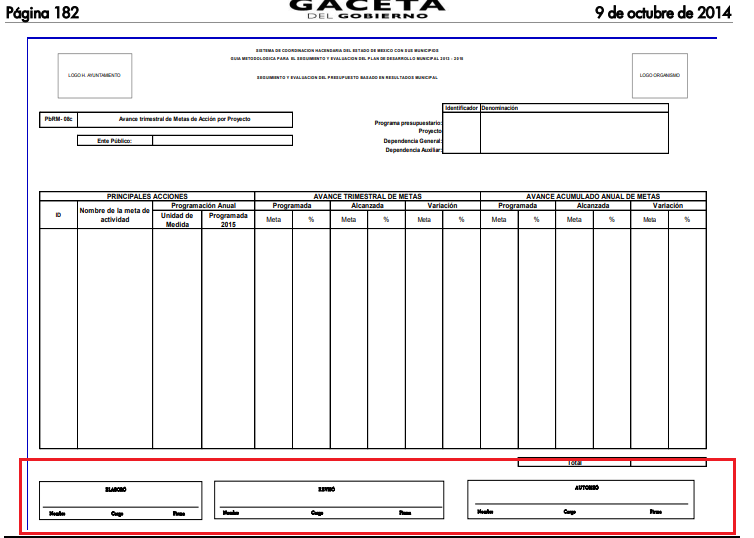 Página 182
GACETA
DEL GOBIERNO
9 de octubre de 2014
SISTEMA DE COORDINACION HACENDARIA DEL ESTADO DE MEXICO CON SUS MUNICIPIOS
GUIA METODOLOGICA PARA EL SEGUIMIENTO Y EVALUACION DEL PLAN DE DESARROLLO MUNICIPAL 2013 - 2015
LOGO H. AYUNTAMIENTO
SEGUIMIENTO Y EVALUACION DEL PRESUPUESTO BASADO EN RESULTADOS MUNICIPAL
LOGO ORGANISMO
PbRM- 08c Avance trimestral de Metas de Acción por Proyecto
Ente Público:
Identificador Denominación
Programa presupuestario:
Proyecto
Dependencia General:
Dependencia Auxiliar:
PRINCIPALES ACCIONES AVANCE TRIMESTRAL DE METAS AVANCE ACUMULADO ANUAL DE METAS
ID Nombre de la meta de actividad Programación Anual Programada Alcanzada Variación Programada Alcanzada Variación
Unidad de Medida Programada 2015 Meta % Meta % Meta % Meta % Meta % Meta %
Total
ELABORÓ REVISÓ AUTORIZÓ
Nombre Cargo Firma Nombre Cargo Firma Nombre Cargo Firma